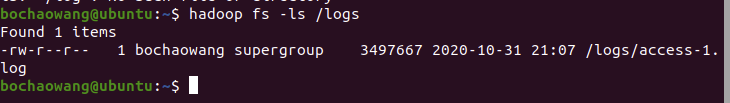 bochaowang@ubuntu:~$ hadoop fs -ls /logs
Found 1 items
-rw-r--r--   1 bochaowang supergroup    3497667 2020-10-31 21:07 /logs/access-1.
log
bochaowang@ubuntu:~$